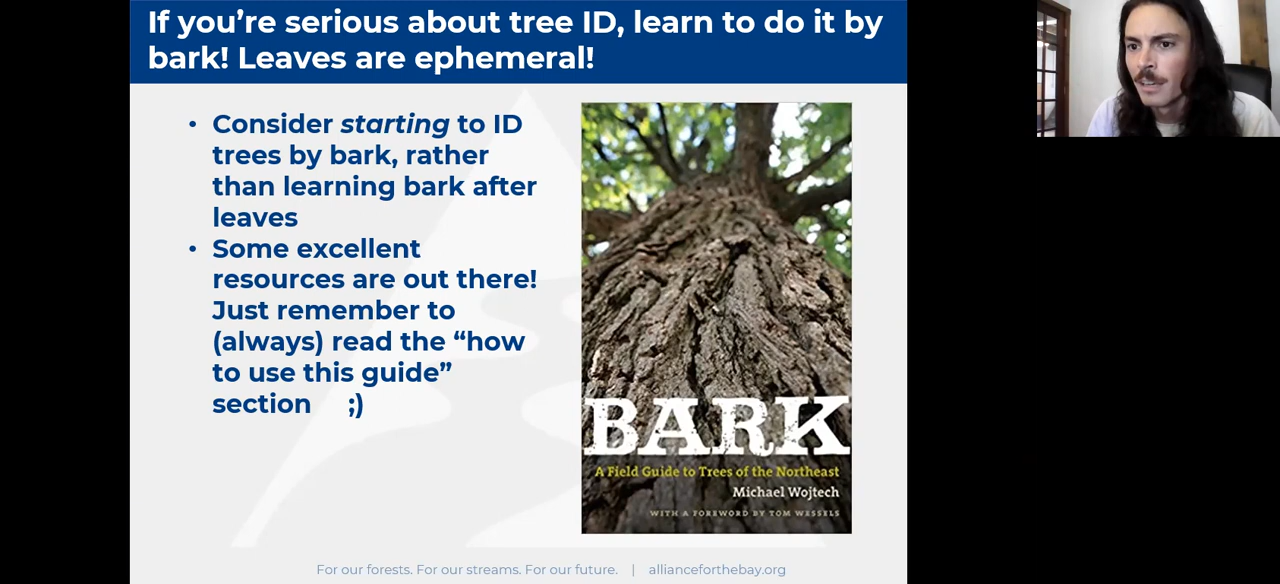 If you’re serious about tree ID, learn to do it by
bark! Leaves are ephemeral!
• Consider starting to ID
trees by bark, rather
than learning bark after
leaves
• Some excellent
resources are out there!
Just remember to
(always) read the “how
to use this guide”
section ;)
BARK
A Field Guide to Trees of the Northeast
Michael Wojtech
WITH A FOREWORD BY TOM WESSELS
For our forests. For our streams. For our future. | allianceforthebay.org